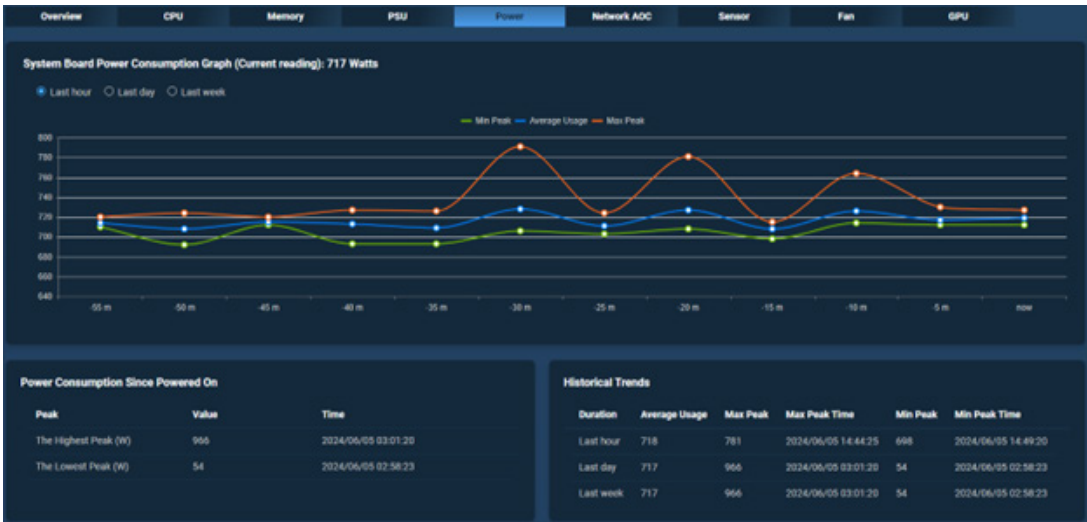 Overview CPU Memory PSU Power Network AOC Sensor Fan GPU
System Board Power Consumption Graph (Current reading): 717 Watts
Last hour Last day Last week
Min Peak Average Usage Max Peak
800
780
760
740
720
700
680
660
640
-55 m -50 m -45 m -40 m -35 m -30 m -25 m -20 m -15 m -10 m -5 m now
Power Consumption Since Powered On
Peak Value Time
The Highest Peak (W) 966 2024/06/05 03:01:20
The Lowest Peak (W) 54 2024/06/05 02:58:23
Historical Trends
Duration Average Usage Max Peak Max Peak Time Min Peak Min Peak Time
Last hour 718 781 2024/06/05 14:44:25 698 2024/06/05 14:49:20
Last day 717 966 2024/06/05 03:01:20 54 2024/06/05 02:58:23
Last week 717 966 2024/06/05 03:01:20 54 2024/06/05 02:58:23